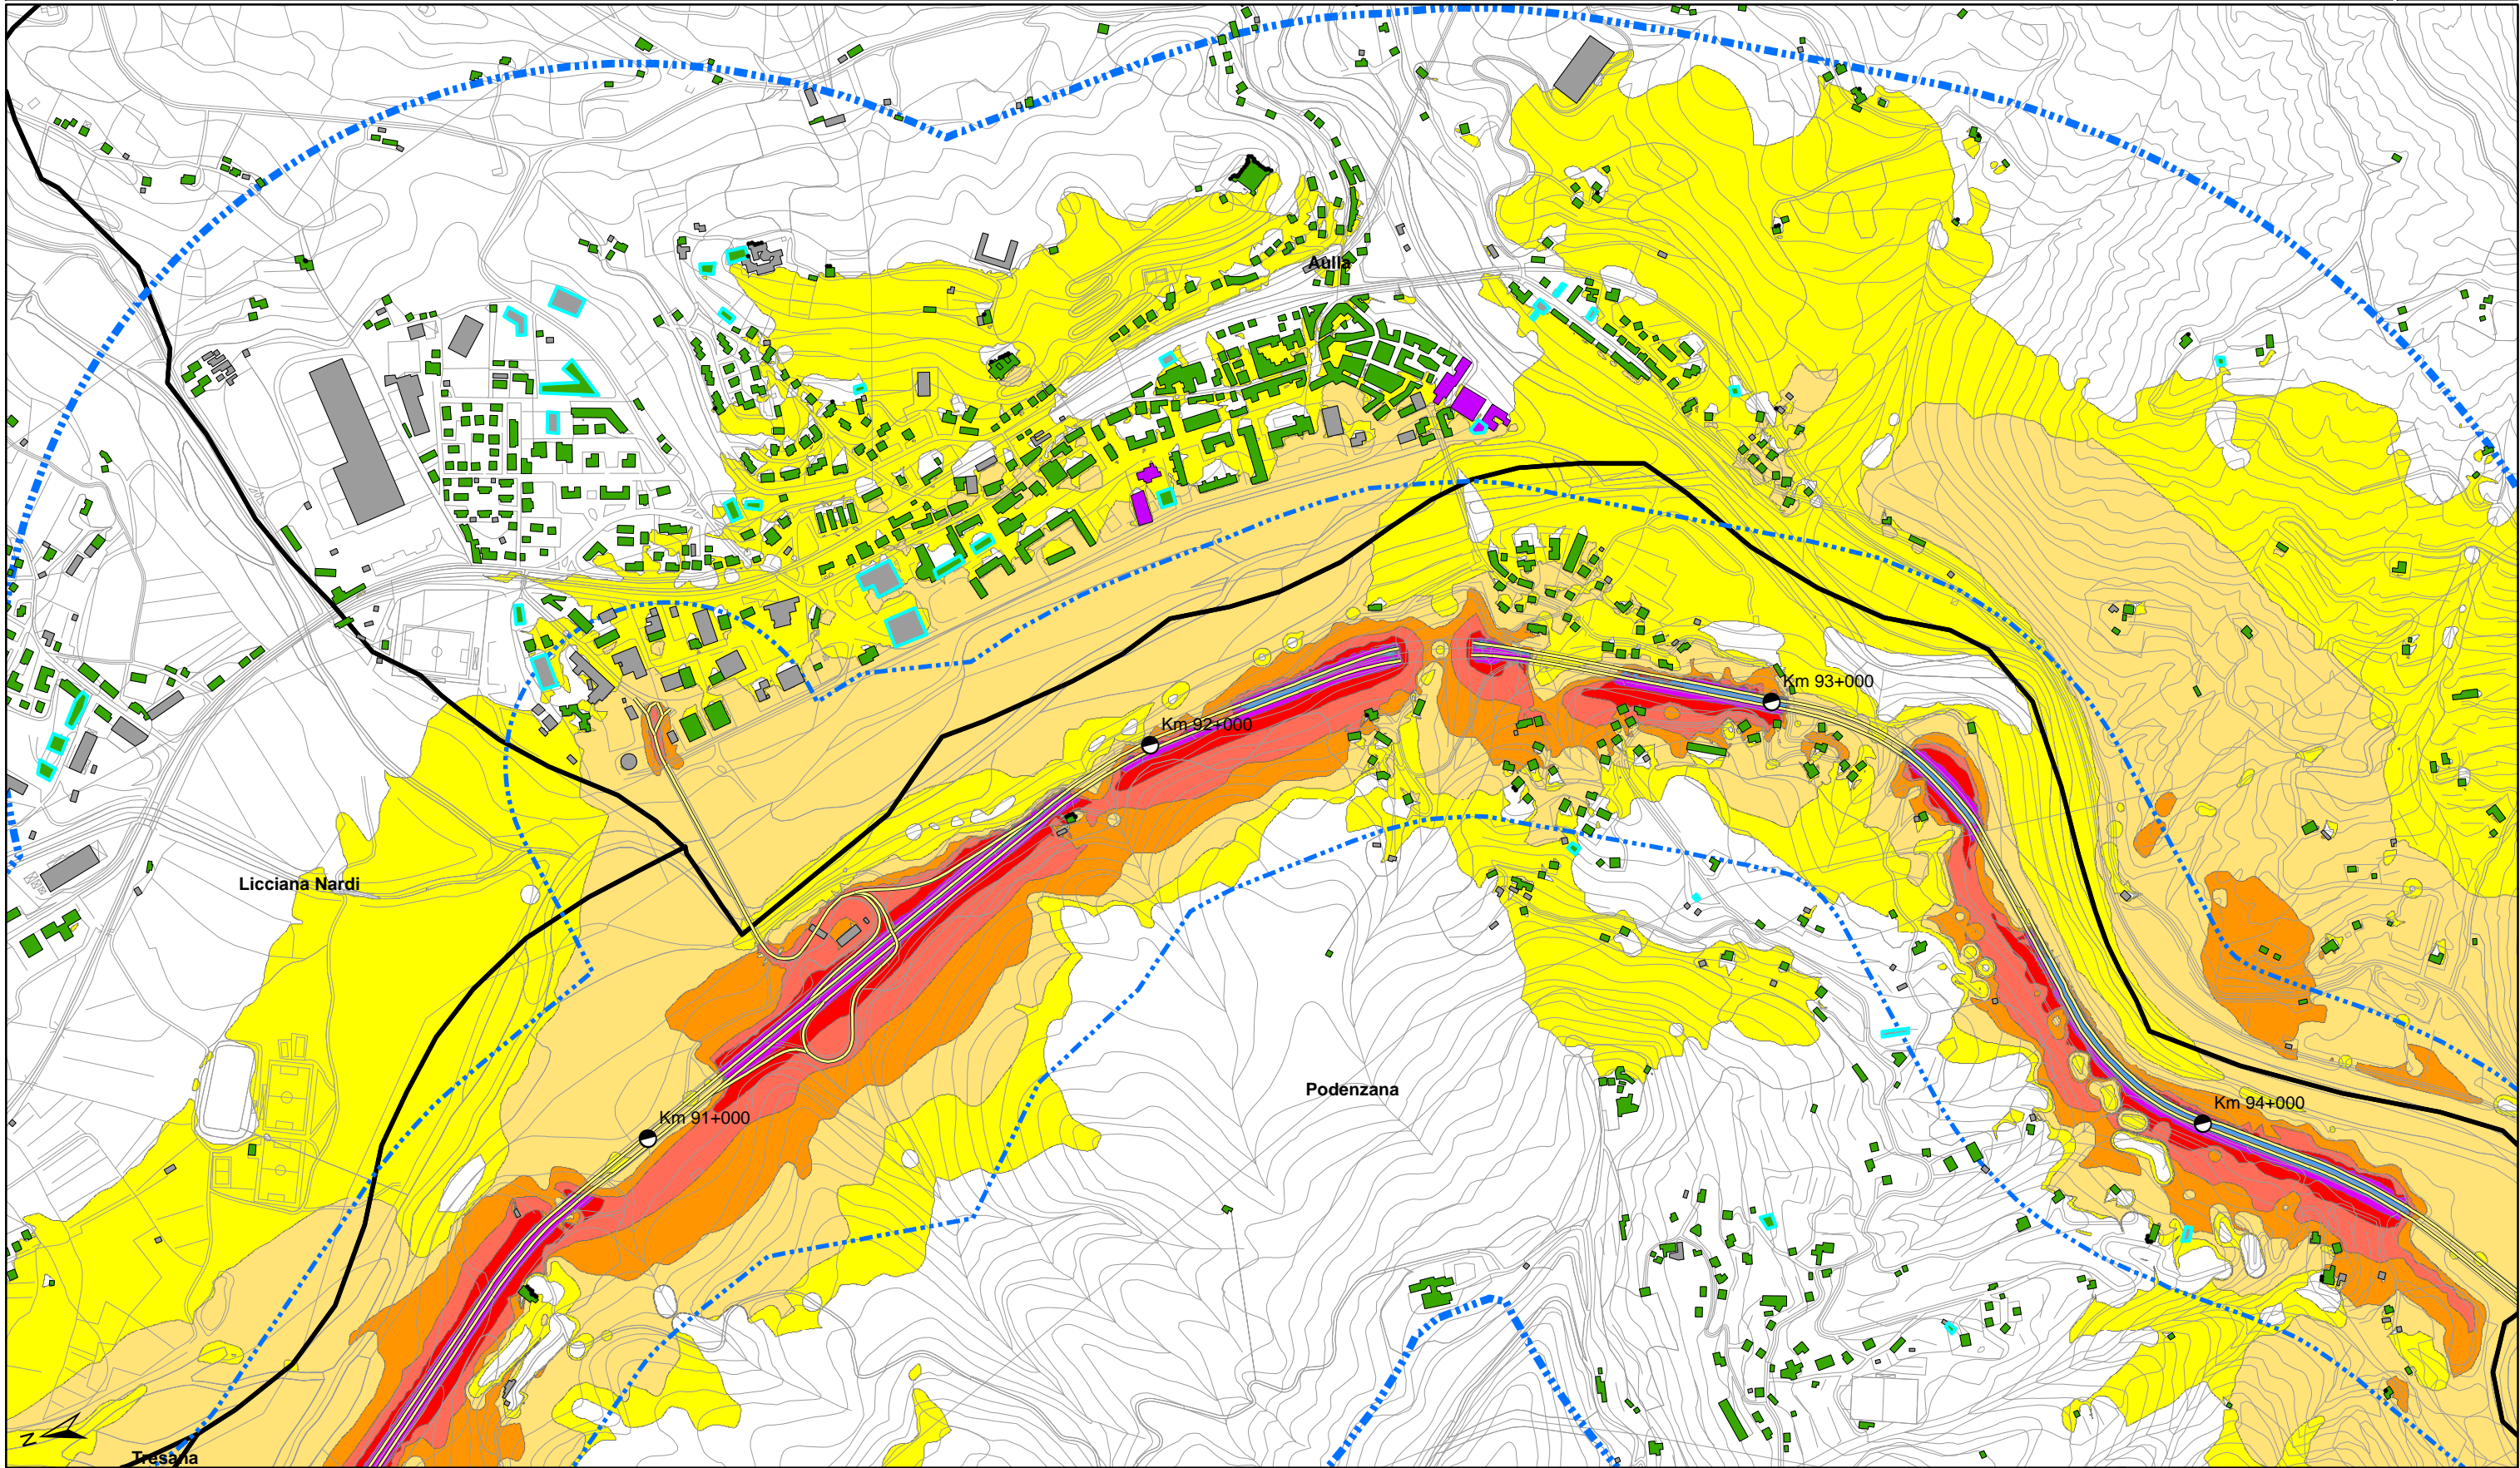 Aulla
Km 93+000
Km 92+000
Licciana Nardi
Podenzana
Km 94+000
Km 91+000
N
Tresana